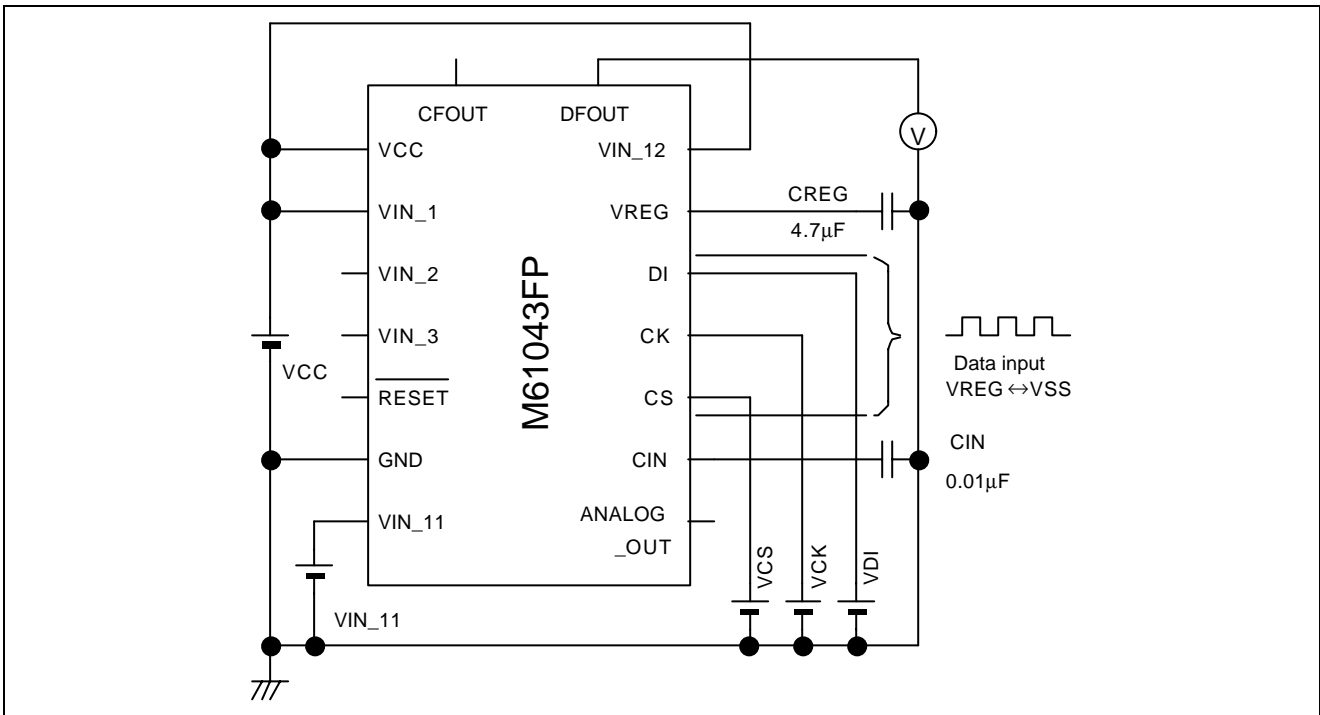 CFOUT
DFOUT
VCC
VIN_12
V
VIN_1
VREG
CREG
4.7μF
VIN_2
DI
M61043FP
VIN_3
CK
VCC
Data input
VREG ↔VSS
RESET
CS
GND
CIN
CIN
0.01μF
VIN_11
ANALOG
_OUT
VCS
VCK
VDI
VIN_11